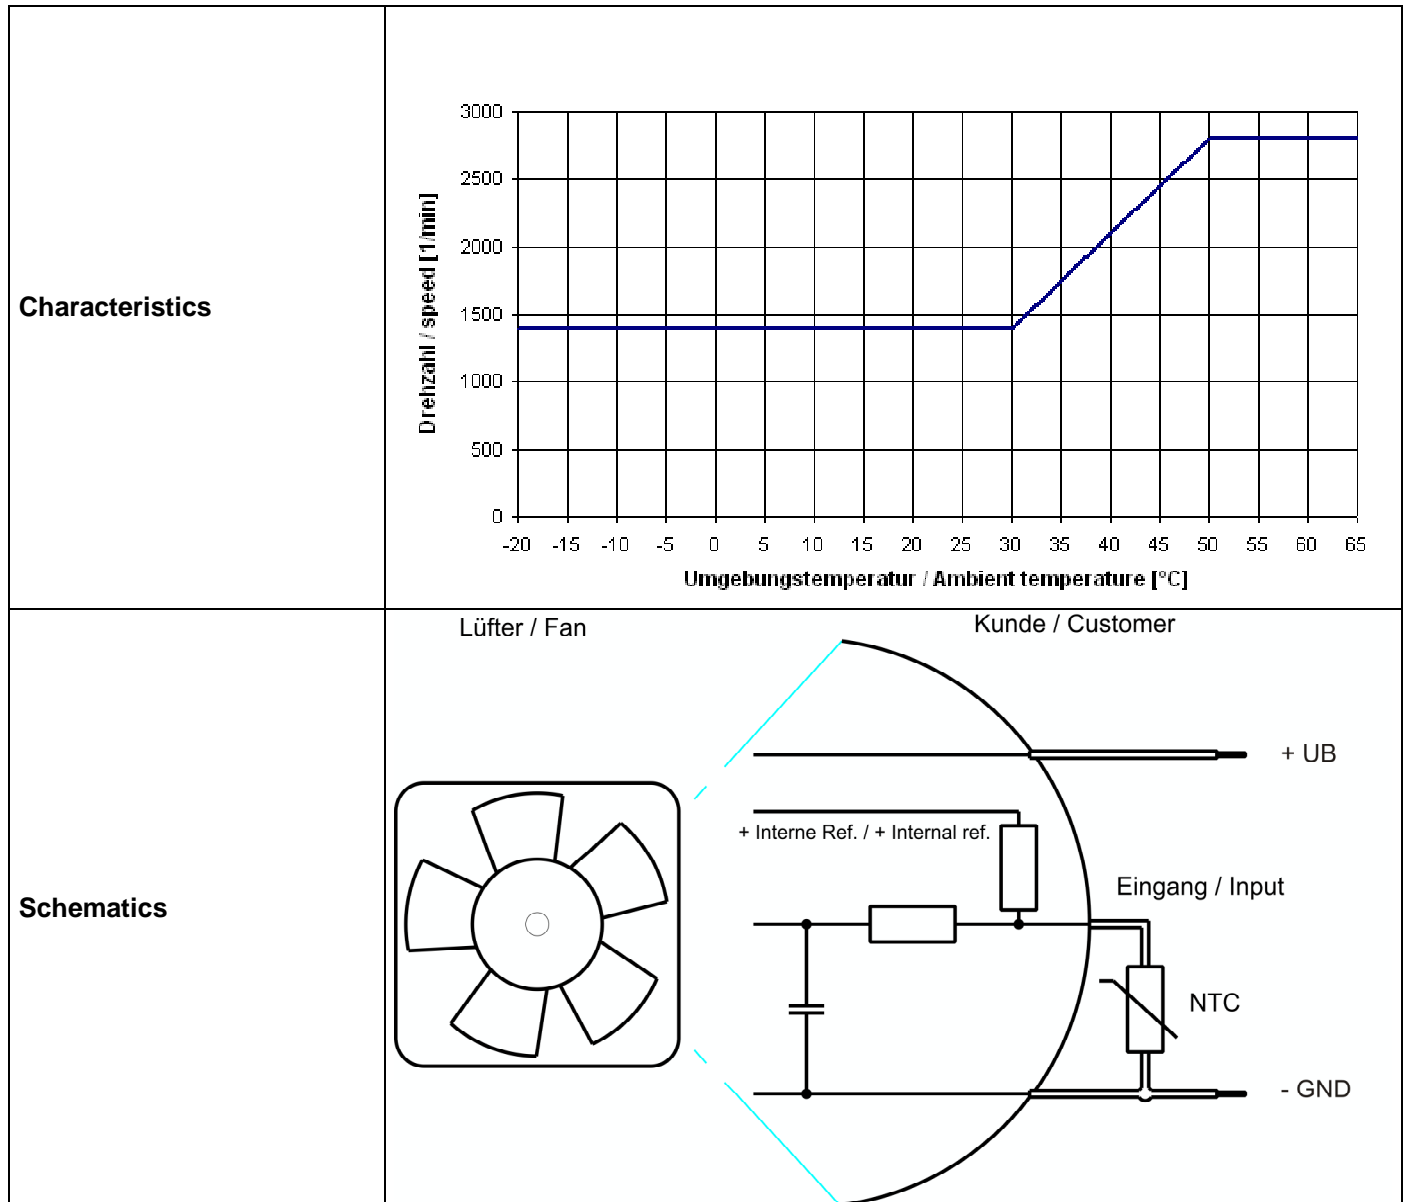 Characteristics
3000
2500
2000
1500
1000
500
0
Drehzahl / speed [1/min]
-20 -15 -10 -5 0 5 10 15 20 25 30 35 40 45 50 55 60 65
Umgebungstemperatur / Ambient temperature [°C]
Schematics
Lüfter / Fan
Kunde / Customer
+ UB
+ Interne Ref. / + Internal ref.
Eingang / Input
NTC
- GND